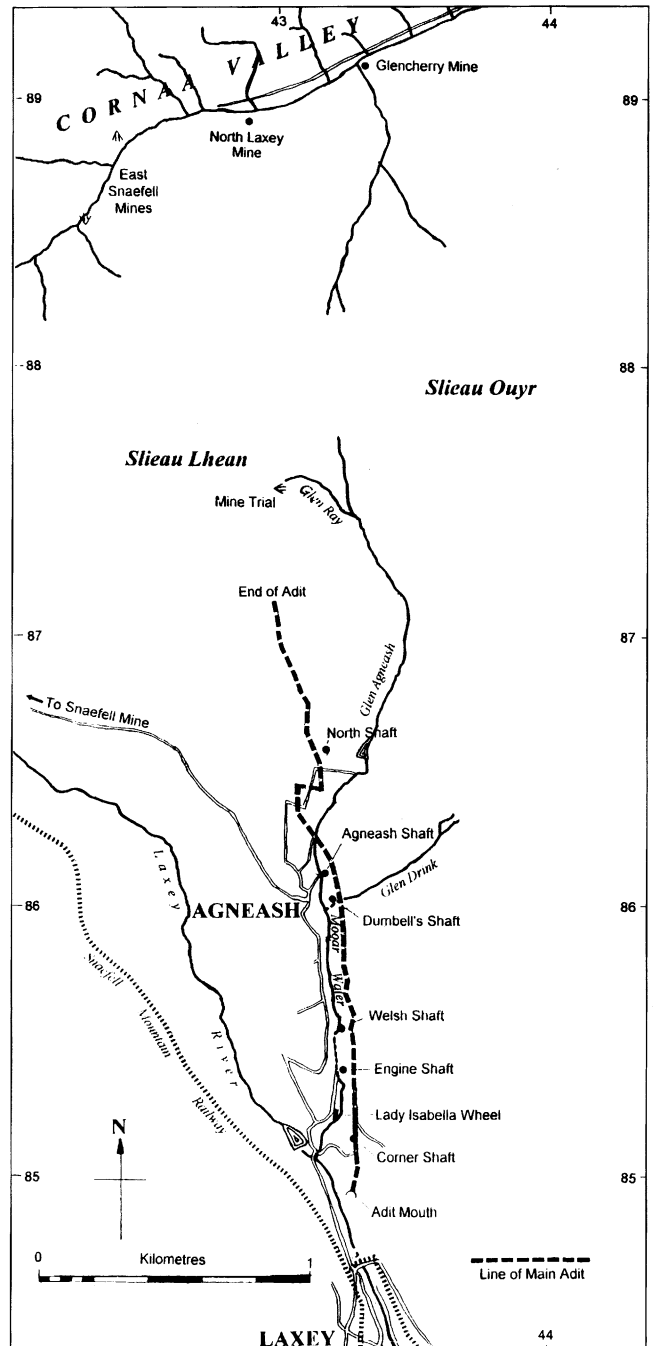 43
44
CORNAA VALLEY
Glencherry Mine
89
89
North Laxey
Mine
East
Snaefell
Mines
88
88
Slieau Ouyr
Slieau Lhean
Mine Trial
Glen Ray
End of Adit
87
87
Glen Agneash
To Snaefell Mine
North Shaft
Agneash Shaft
Glen Drink
Laxey
River
86
AGNEASH
86
Dumbell's Shaft
Mooar
Water
Snaefell
Mountain
Railway
Welsh Shaft
Engine Shaft
Lady Isabella Wheel
N
Corner Shaft
85
85
Adit Mouth
0
Kilometres
1
Line of Main Adit
LAXEY
44